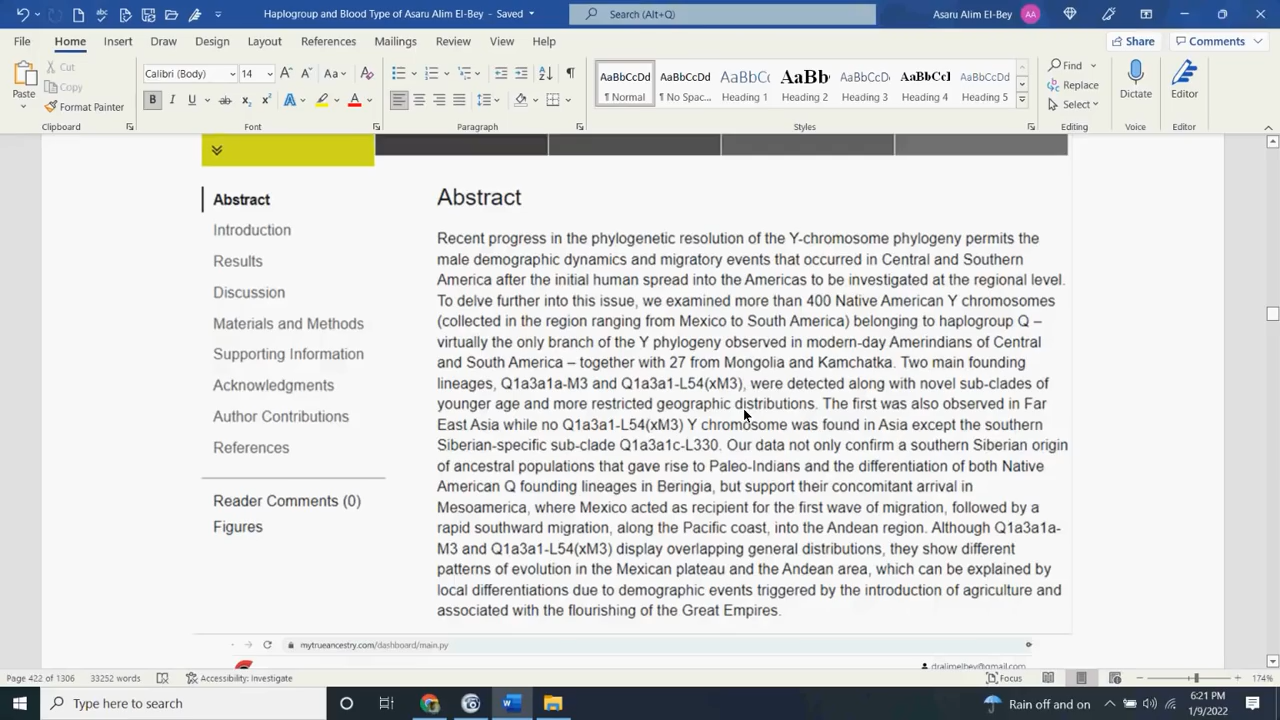 Haplogroup and Blood Type of Asaru Alim El-Bey - Saved
Search (Alt+Q)
Asaru Alim El-Bey AA
File Home Insert Draw Design Layout References Mailings Review View Help
Share Comments
Paste
Cut
Copy
Format Painter
Calibri (Body) 14
AaBbCcDd AaBbCcDd AaBbCc AaBb AaBbCcDd AaBbCcI AaBbCcDd
¶ Normal ¶ No Spac... Heading 1 Heading 2 Heading 3 Heading 4 Heading 5
Find
Replace
Select
Dictate
Editor
Clipboard Font Paragraph Styles Editing Voice Editor
Abstract
Introduction
Results
Discussion
Materials and Methods
Supporting Information
Acknowledgments
Author Contributions
References
Reader Comments (0)
Figures
Abstract
Recent progress in the phylogenetic resolution of the Y-chromosome phylogeny permits the
male demographic dynamics and migratory events that occurred in Central and Southern
America after the initial human spread into the Americas to be investigated at the regional level.
To delve further into this issue, we examined more than 400 Native American Y chromosomes
(collected in the region ranging from Mexico to South America) belonging to haplogroup Q –
virtually the only branch of the Y phylogeny observed in modern-day Amerindians of Central
and South America – together with 27 from Mongolia and Kamchatka. Two main founding
lineages, Q1a3a1a-M3 and Q1a3a1-L54(xM3), were detected along with novel sub-clades of
younger age and more restricted geographic distributions. The first was also observed in Far
East Asia while no Q1a3a1-L54(xM3) Y chromosome was found in Asia except the southern
Siberian-specific sub-clade Q1a3a1c-L330. Our data not only confirm a southern Siberian origin
of ancestral populations that gave rise to Paleo-Indians and the differentiation of both Native
American Q founding lineages in Beringia, but support their concomitant arrival in
Mesoamerica, where Mexico acted as recipient for the first wave of migration, followed by a
rapid southward migration, along the Pacific coast, into the Andean region. Although Q1a3a1a-
M3 and Q1a3a1-L54(xM3) display overlapping general distributions, they show different
patterns of evolution in the Mexican plateau and the Andean area, which can be explained by
local differentiations due to demographic events triggered by the introduction of agriculture and
associated with the flourishing of the Great Empires.
mytrueancestry.com/dashboard/main.py
dralimelbey@gmail.com
Page 422 of 1306 33252 words Accessibility: Investigate
Focus 174%
Type here to search
Rain off and on
6:21 PM
1/9/2022